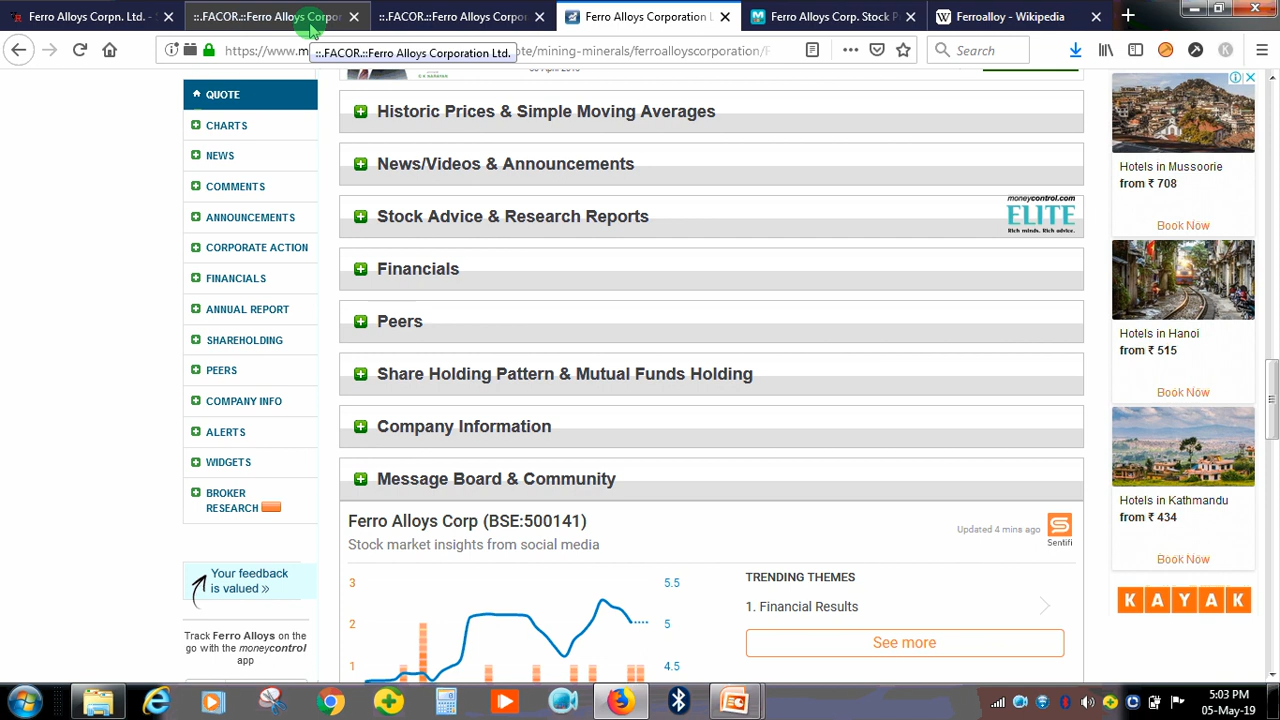 Ferro Alloys Corpn. Ltd. -
::.FACOR.::Ferro Alloys Corpor
::.FACOR.::Ferro Alloys Corporati
Ferro Alloys Corporation L
Ferro Alloys Corp. Stock P
Ferroalloy - Wikipedia
https://www.m
ote/mining-minerals/ferroalloyscorporation/F
Search
::.FACOR.::Ferro Alloys Corporation Ltd.
QUOTE
CHARTS
NEWS
COMMENTS
ANNOUNCEMENTS
CORPORATE ACTION
FINANCIALS
ANNUAL REPORT
SHAREHOLDING
PEERS
COMPANY INFO
ALERTS
WIDGETS
BROKER
RESEARCH
Your feedback
is valued »
Track Ferro Alloys on the
go with the moneycontrol
app
Historic Prices & Simple Moving Averages
News/Videos & Announcements
Stock Advice & Research Reports
moneycontrol.com
ELITE
Rich minds. Rich advice.
Financials
Peers
Share Holding Pattern & Mutual Funds Holding
Company Information
Message Board & Community
Ferro Alloys Corp (BSE:500141)
Stock market insights from social media
Updated 4 mins ago
Sentifi
3
5.5
2
5
1
4.5
TRENDING THEMES
1. Financial Results
See more
Hotels in Mussoorie
from ₹ 708
Book Now
Hotels in Hanoi
from ₹ 515
Book Now
Hotels in Kathmandu
from ₹ 434
Book Now
KAYAK
5:03 PM
05-May-19